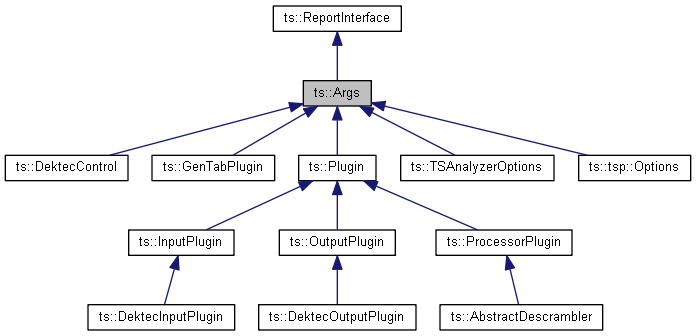 ts::ReportInterface
ts::Args
ts::DektecControl
ts::GenTabPlugin
ts::Plugin
ts::TSAnalyzerOptions
ts::tsp::Options
ts::InputPlugin
ts::OutputPlugin
ts::ProcessorPlugin
ts::DektecInputPlugin
ts::DektecOutputPlugin
ts::AbstractDescrambler